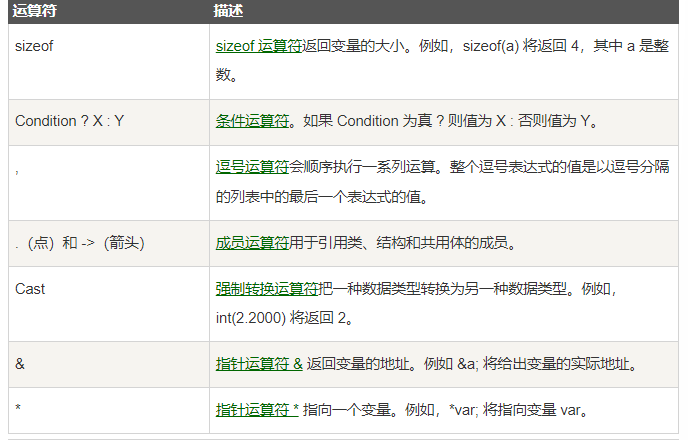 运算符 描述
sizeof sizeof 运算符返回变量的大小。例如，sizeof(a) 将返回 4，其中 a 是整
数。
Condition ? X : Y 条件运算符。如果 Condition 为真 ? 则值为 X : 否则值为 Y。
, 逗号运算符会顺序执行一系列运算。整个逗号表达式的值是以逗号分隔
的列表中的最后一个表达式的值。
.（点）和 ->（箭头） 成员运算符用于引用类、结构和共用体的成员。
Cast 强制转换运算符把一种数据类型转换为另一种数据类型。例如，
int(2.2000) 将返回 2。
& 指针运算符 & 返回变量的地址。例如 &a; 将给出变量的实际地址。
* 指针运算符 * 指向一个变量。例如，*var; 将指向变量 var。